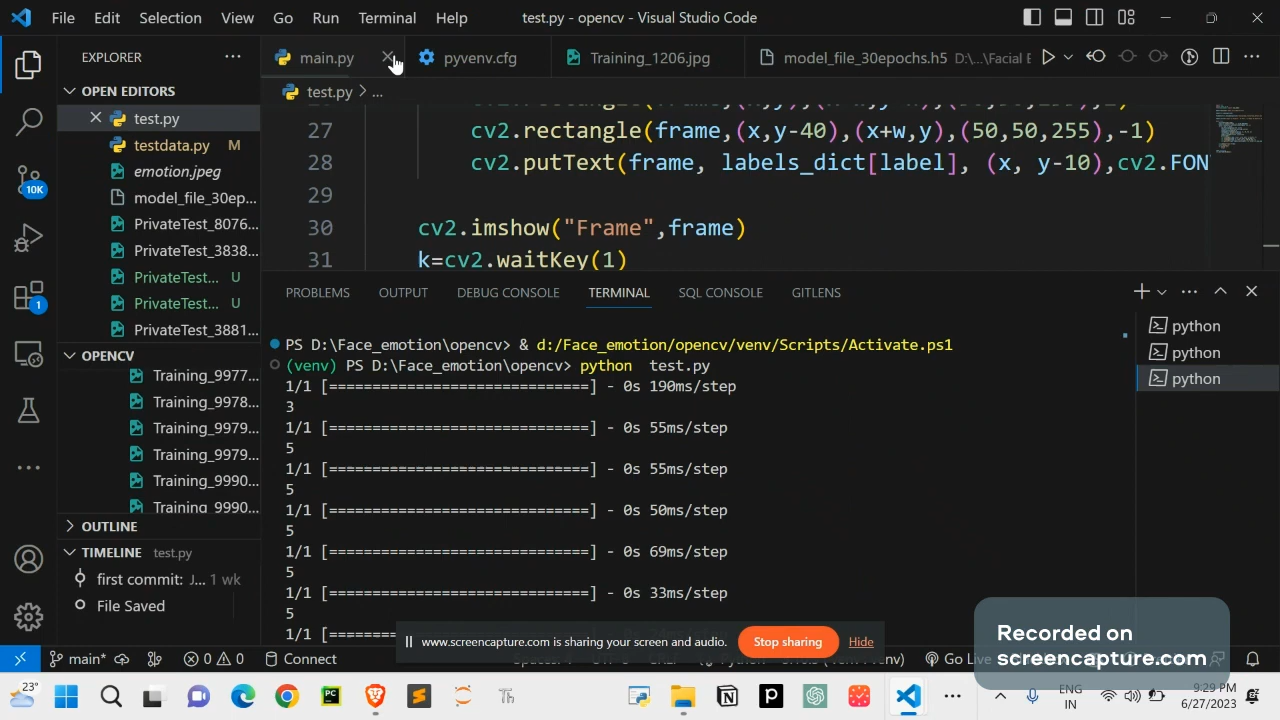 File Edit Selection View Go Run Terminal Help test.py - opencv - Visual Studio Code
EXPLORER
main.py pyvenv.cfg Training_1206.jpg model_file_30epochs.h5 D:\...\Facial E
OPEN EDITORS
test.py > ...
test.py
testdata.py M
emotion.jpeg
model_file_30ep...
PrivateTest_8076...
PrivateTest_3838...
PrivateTest... U
PrivateTest... U
PrivateTest_3881...
OPENCV
Training_9977...
Training_9978...
Training_9979...
Training_9979...
Training_9990...
Training_9990...
OUTLINE
TIMELINE test.py
first commit: J... 1 wk
File Saved
27 cv2.rectangle(frame,(x,y-40),(x+w,y),(50,50,255),-1)
28 cv2.putText(frame, labels_dict[label], (x, y-10),cv2.FON
29
30 cv2.imshow("Frame",frame)
31 k=cv2.waitKey(1)
PROBLEMS OUTPUT DEBUG CONSOLE TERMINAL SQL CONSOLE GITLENS
PS D:\Face_emotion\opencv> & d:/Face_emotion/opencv/venv/Scripts/Activate.ps1
(venv) PS D:\Face_emotion\opencv> python test.py
1/1 [==============================] - 0s 190ms/step
3
1/1 [==============================] - 0s 55ms/step
5
1/1 [==============================] - 0s 55ms/step
5
1/1 [==============================] - 0s 50ms/step
5
1/1 [==============================] - 0s 69ms/step
5
1/1 [==============================] - 0s 33ms/step
5
1/1 [=====
python
python
python
10K
1
www.screencapture.com is sharing your screen and audio. Stop sharing Hide
Recorded on
screencapture.com
main* 0 0 Connect Go Live
23°
ENG
IN
9:29 PM
6/27/2023